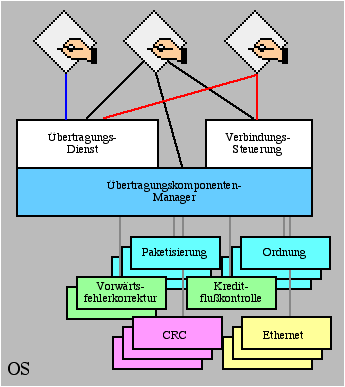 Übertragungs-
Dienst
Verbindungs-
Steuerung
Übertragungskomponenten-
Manager
Paketisierung
Ordnung
Vorwärts-
fehlerkorrektur
Kredit-
flußkontrolle
CRC
Ethernet
OS